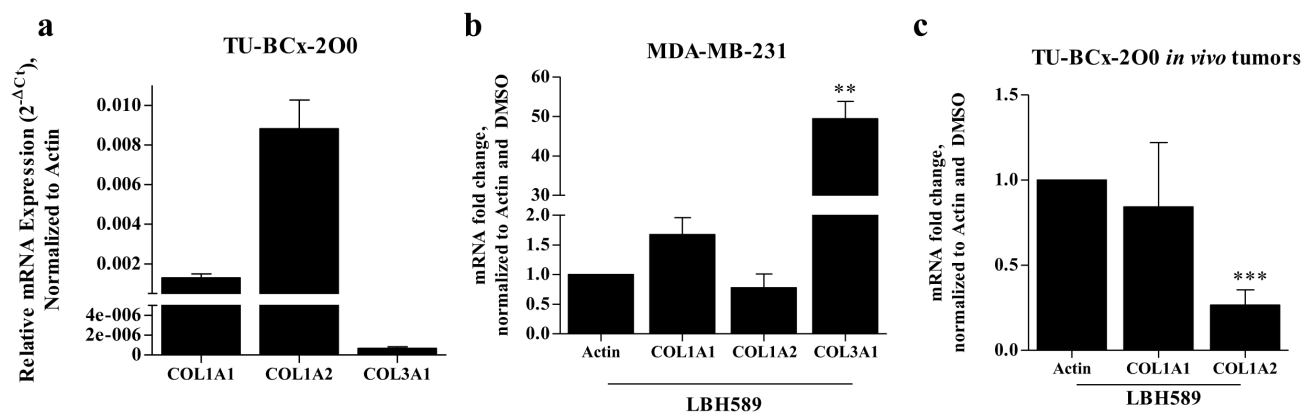 a
TU-BCx-2O0
Relative mRNA Expression (2^-ΔCt),
Normalized to Actin
0.010
0.008
0.006
0.004
0.002
4e-006
2e-006
0
COL1A1 COL1A2 COL3A1
b
MDA-MB-231
mRNA fold change,
normalized to Actin and DMSO
60
50
40
30
2.0
1.5
1.0
0.5
0.0
**
Actin COL1A1 COL1A2 COL3A1
LBH589
c
TU-BCx-2O0 in vivo tumors
mRNA fold change,
normalized to Actin and DMSO
1.5
1.0
0.5
0.0
***
Actin COL1A1 COL1A2
LBH589